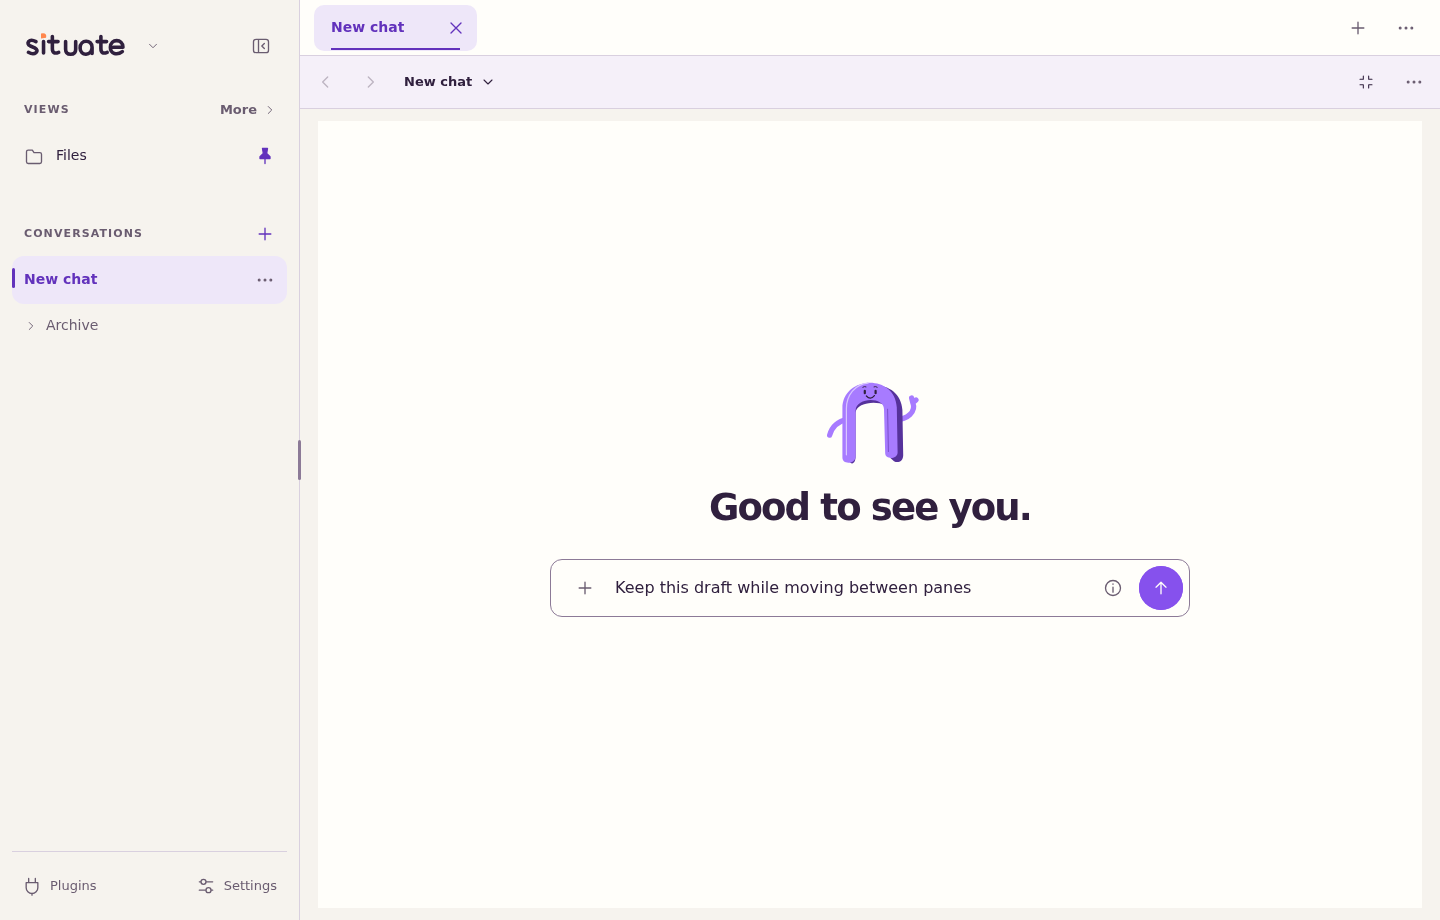 situate
VIEWS
More
Files
CONVERSATIONS
New chat
Archive
Plugins
Settings
New chat
New chat
Good to see you.
Keep this draft while moving between panes